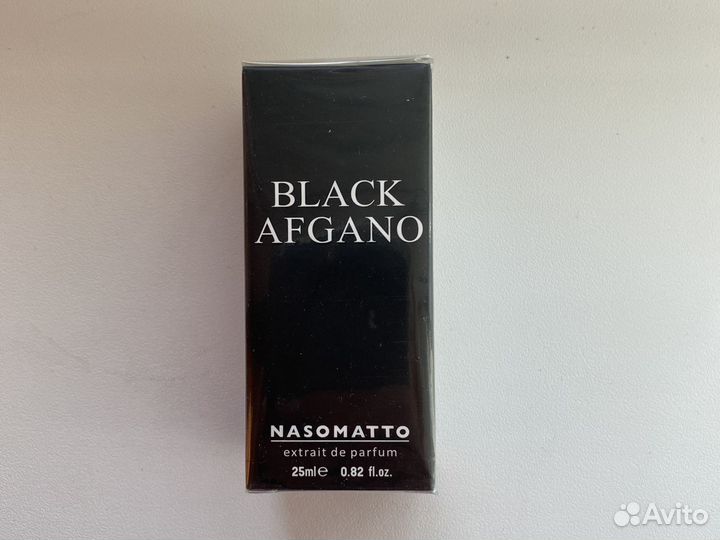 BLACK
AFGANO
NASOMATTO
extrait de parfum
25ml℮ 0.82 fl.oz.
Avito